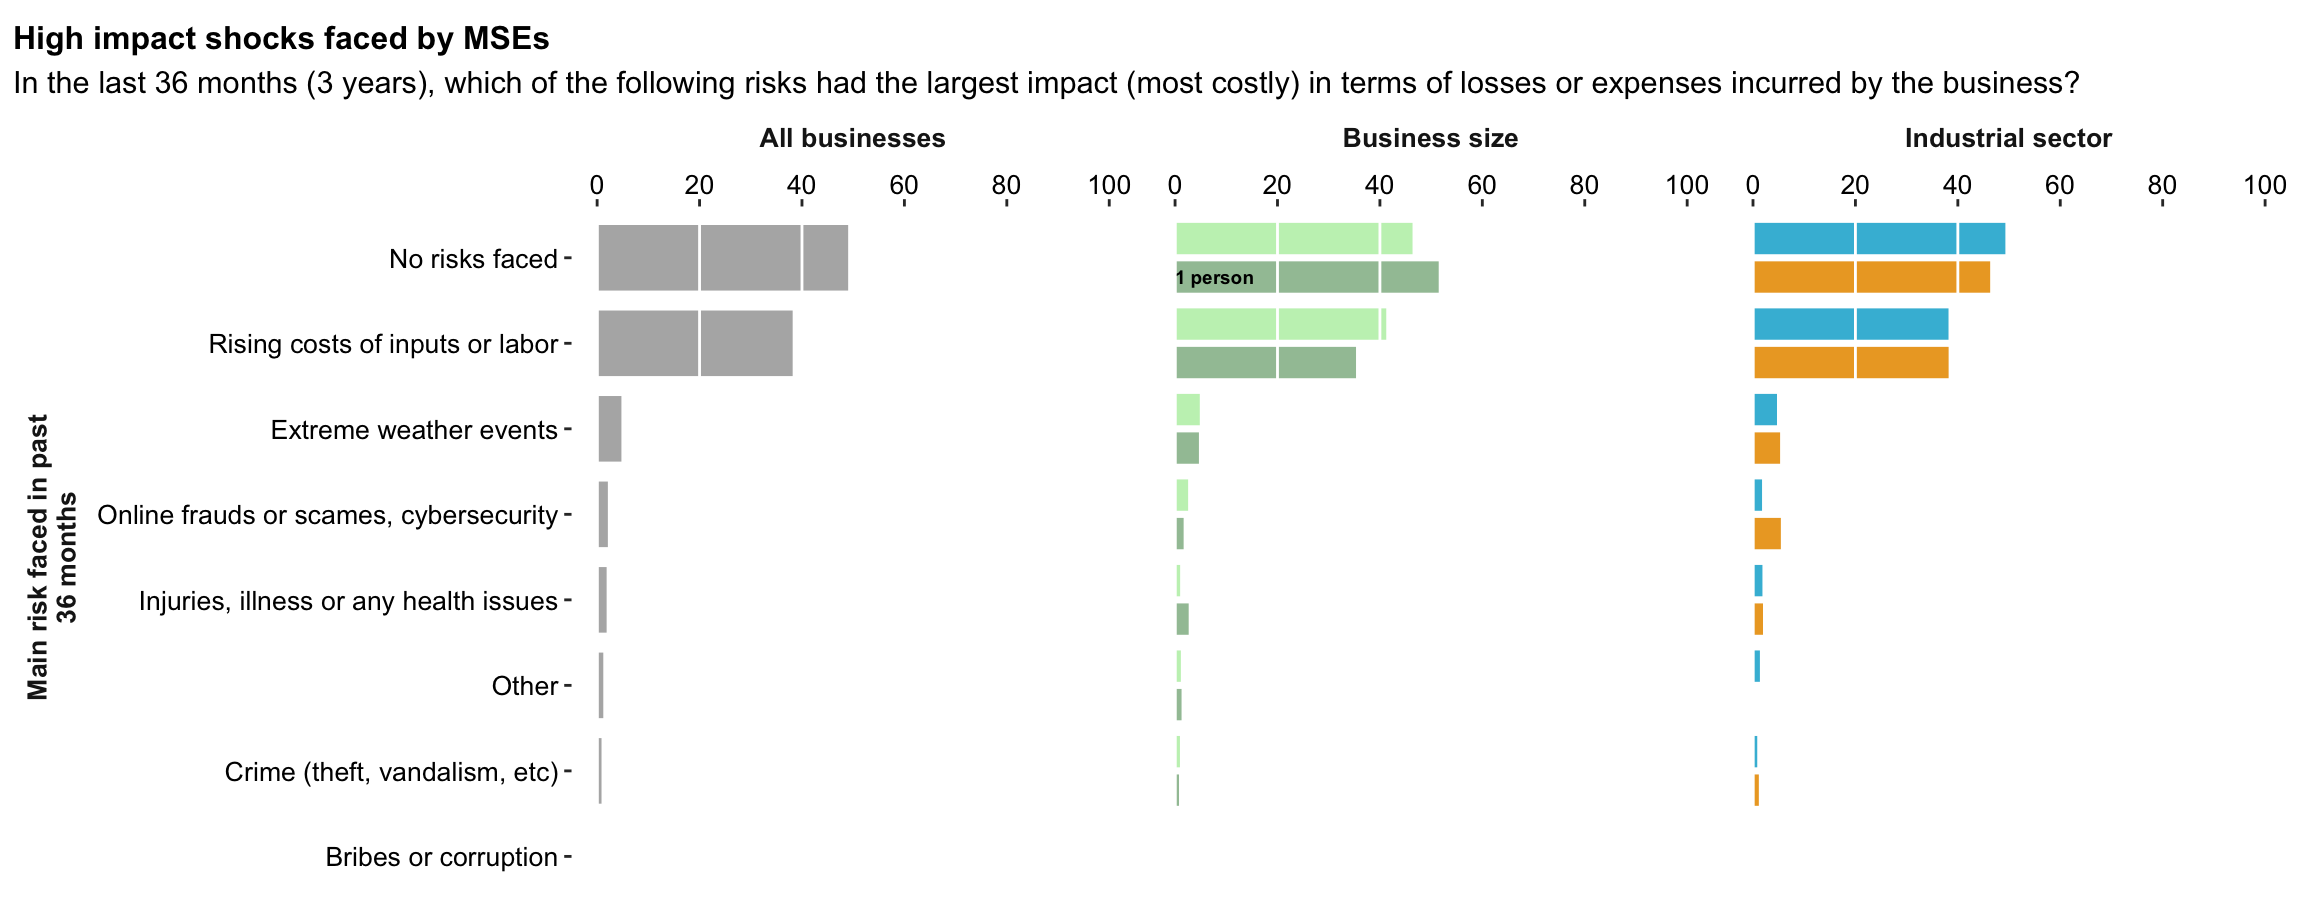 High impact shocks faced by MSEs
In the last 36 months (3 years), which of the following risks had the largest impact (most costly) in terms of losses or expenses incurred by the business?
All businesses
Business size
Industrial sector
0 20 40 60 80 100
0 20 40 60 80 100
0 20 40 60 80 100
Main risk faced in past
36 months
No risks faced
1 person
Rising costs of inputs or labor
Extreme weather events
Online frauds or scames, cybersecurity
Injuries, illness or any health issues
Other
Crime (theft, vandalism, etc)
Bribes or corruption